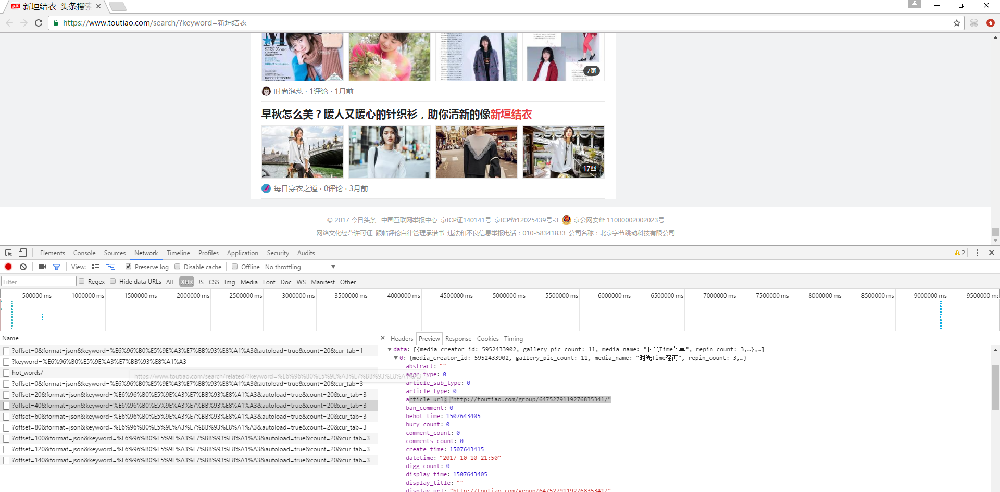 头条 新垣结衣_头条搜索
https://www.toutiao.com/search/?keyword=新垣结衣
Sexy Zone
7图
时尚泡菜 · 1评论 · 1月前
早秋怎么美？暖人又暖心的针织衫，助你清新的像新垣结衣
17图
每日穿衣之道 · 0评论 · 3月前
© 2017 今日头条 中国互联网举报中心 京ICP证140141号 京ICP备12025439号-3 京公网安备 11000002002023号
网络文化经营许可证 跟帖评论自律管理承诺书 违法和不良信息举报电话：010-58341833 公司名称：北京字节跳动科技有限公司
Elements Console Sources Network Timeline Profiles Application Security Audits 2
View: Preserve log Disable cache Offline No throttling
Filter Regex Hide data URLs All XHR JS CSS Img Media Font Doc WS Manifest Other
500000 ms 1000000 ms 1500000 ms 2000000 ms 2500000 ms 3000000 ms 3500000 ms 4000000 ms 4500000 ms 5000000 ms 5500000 ms 6000000 ms 6500000 ms 7000000 ms 7500000 ms 8000000 ms 8500000 ms 9000000 ms 9500000 ms
Name
?offset=0&format=json&keyword=%E6%96%B0%E5%9E%A3%E7%BB%93%E8%A1%A3&autoload=true&count=20&cur_tab=1
?keyword=%E6%96%B0%E5%9E%A3%E7%BB%93%E8%A1%A3
hot_words/
https://www.toutiao.com/search/related/?keyword=%E6%96%B0%E5%9E%A3%E7%BB%93%E8%A1%A3
?offset=0&format=json&keyword=%E6%96%B0%E5%9E%A3%E7%BB%93%E8%A1%A3&autoload=true&count=20&cur_tab=3
?offset=20&format=json&keyword=%E6%96%B0%E5%9E%A3%E7%BB%93%E8%A1%A3&autoload=true&count=20&cur_tab=3
?offset=40&format=json&keyword=%E6%96%B0%E5%9E%A3%E7%BB%93%E8%A1%A3&autoload=true&count=20&cur_tab=3
?offset=60&format=json&keyword=%E6%96%B0%E5%9E%A3%E7%BB%93%E8%A1%A3&autoload=true&count=20&cur_tab=3
?offset=80&format=json&keyword=%E6%96%B0%E5%9E%A3%E7%BB%93%E8%A1%A3&autoload=true&count=20&cur_tab=3
?offset=100&format=json&keyword=%E6%96%B0%E5%9E%A3%E7%BB%93%E8%A1%A3&autoload=true&count=20&cur_tab=3
?offset=120&format=json&keyword=%E6%96%B0%E5%9E%A3%E7%BB%93%E8%A1%A3&autoload=true&count=20&cur_tab=3
?offset=140&format=json&keyword=%E6%96%B0%E5%9E%A3%E7%BB%93%E8%A1%A3&autoload=true&count=20&cur_tab=3
Headers Preview Response Cookies Timing
data: [{media_creator_id: 5952433902, gallery_pic_count: 11, media_name: "时光Time荏苒", repin_count: 3,…},…]
0: {media_creator_id: 5952433902, gallery_pic_count: 11, media_name: "时光Time荏苒", repin_count: 3,…}
abstract: ""
aggr_type: 0
article_sub_type: 0
article_type: 0
article_url: "http://toutiao.com/group/6475279119276835341/"
ban_comment: 0
behot_time: 1507643405
bury_count: 0
comment_count: 0
comments_count: 0
create_time: 1507643415
datetime: "2017-10-10 21:50"
digg_count: 0
display_time: 1507643405
display_title: ""
display_url: "http://toutiao.com/group/6475279119276835341/"